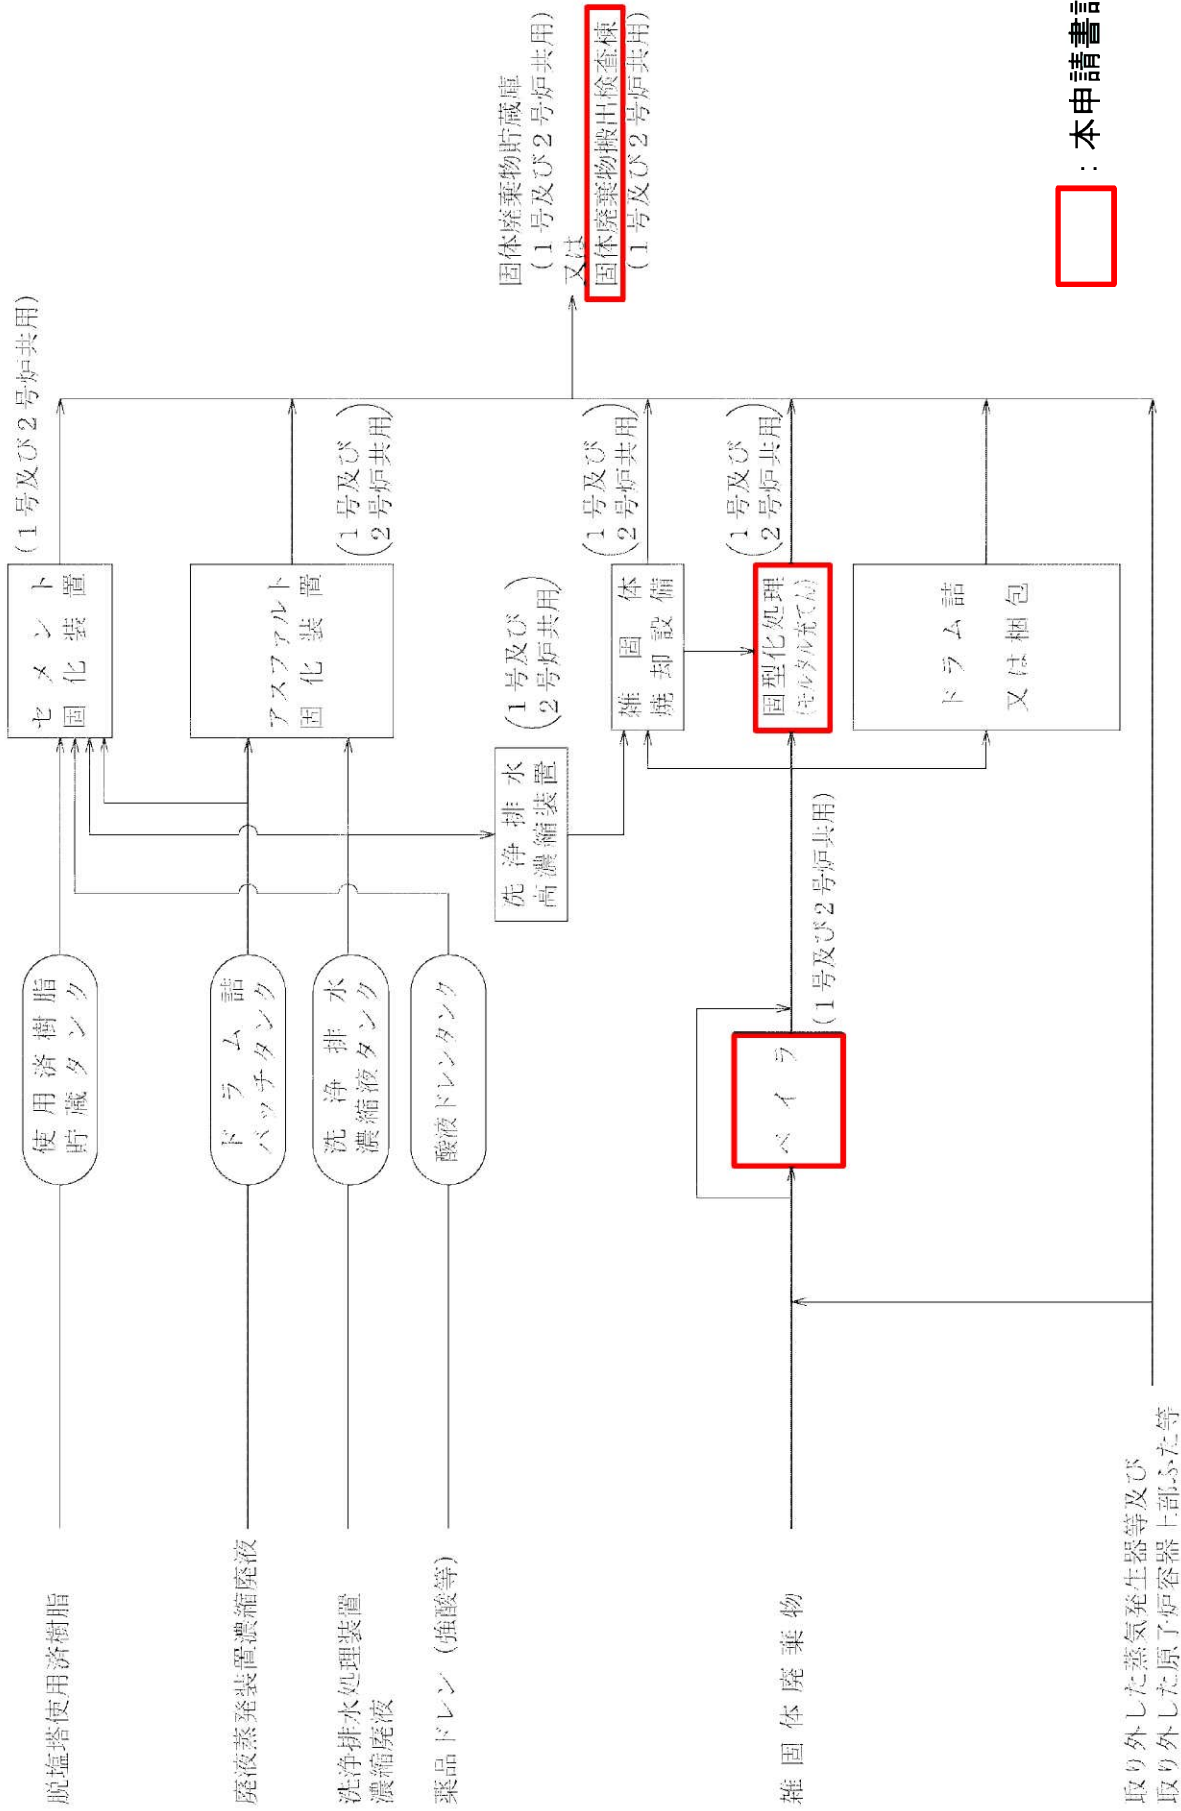 脱塩塔使用済樹脂
使用済樹脂
貯蔵タンク
セメント
固化装置
(1号及び2号炉共用)
廃液蒸発装置濃縮廃液
ドラム詰
バッチタンク
アスファルト
固化装置
(1号及び
2号炉共用)
洗浄排水処理装置
濃縮廃液
洗浄排水
濃縮液タンク
薬品ドレン(強酸等)
酸液ドレンタンク
洗浄排水
高濃縮装置
(1号及び
2号炉共用)
雑固体
焼却設備
(1号及び
2号炉共用)
雑固体廃棄物
ベイラ
(1号及び2号炉共用)
固型化処理
(モルタル充てん)
(1号及び
2号炉共用)
ドラム詰
又は梱包
取り外した蒸気発生器等及び
取り外した原子炉容器上部ふた等
固体廃棄物貯蔵庫
(1号及び2号炉共用)
又は
固体廃棄物搬出検査棟
(1号及び2号炉共用)
:本申請書